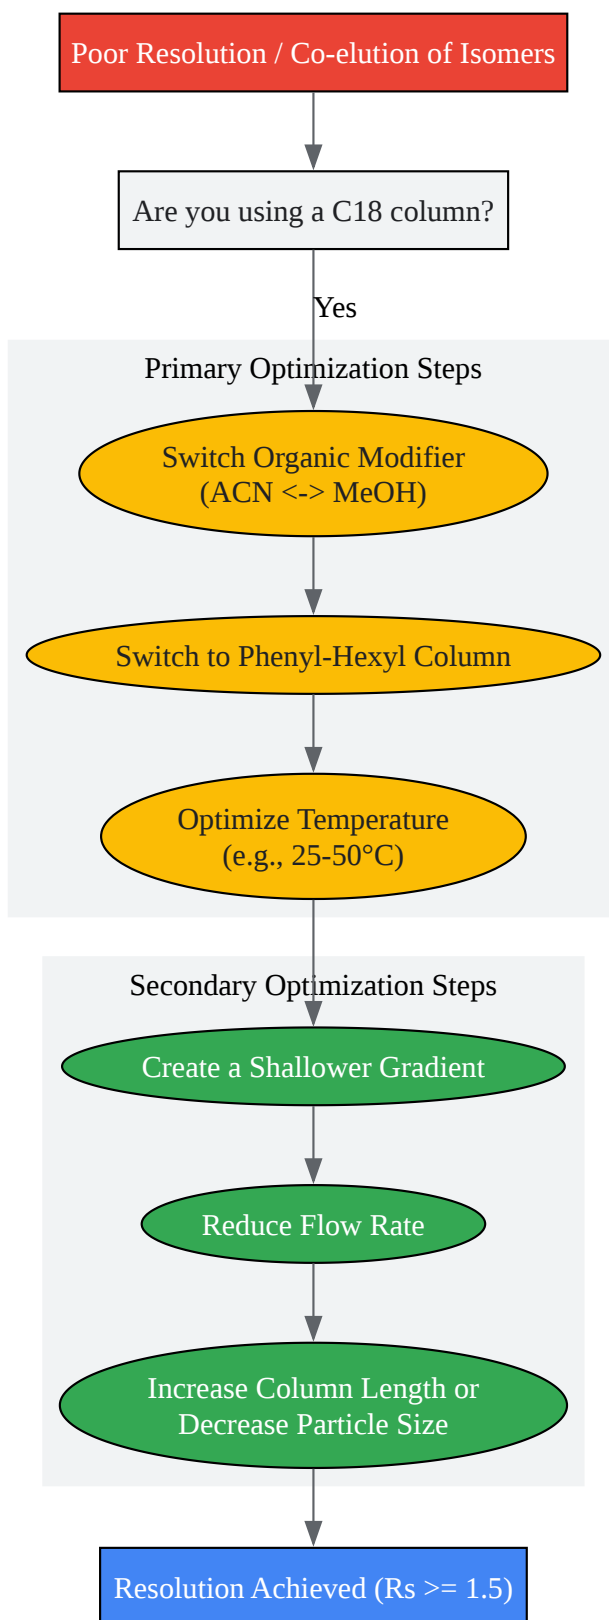 Poor Resolution / Co-elution of Isomers
Are you using a C18 column?
Yes
Primary Optimization Steps
Switch Organic Modifier
(ACN <-> MeOH)
Switch to Phenyl-Hexyl Column
Optimize Temperature
(e.g., 25-50°C)
Secondary Optimization Steps
Create a Shallower Gradient
Reduce Flow Rate
Increase Column Length or
Decrease Particle Size
Resolution Achieved (Rs >= 1.5)